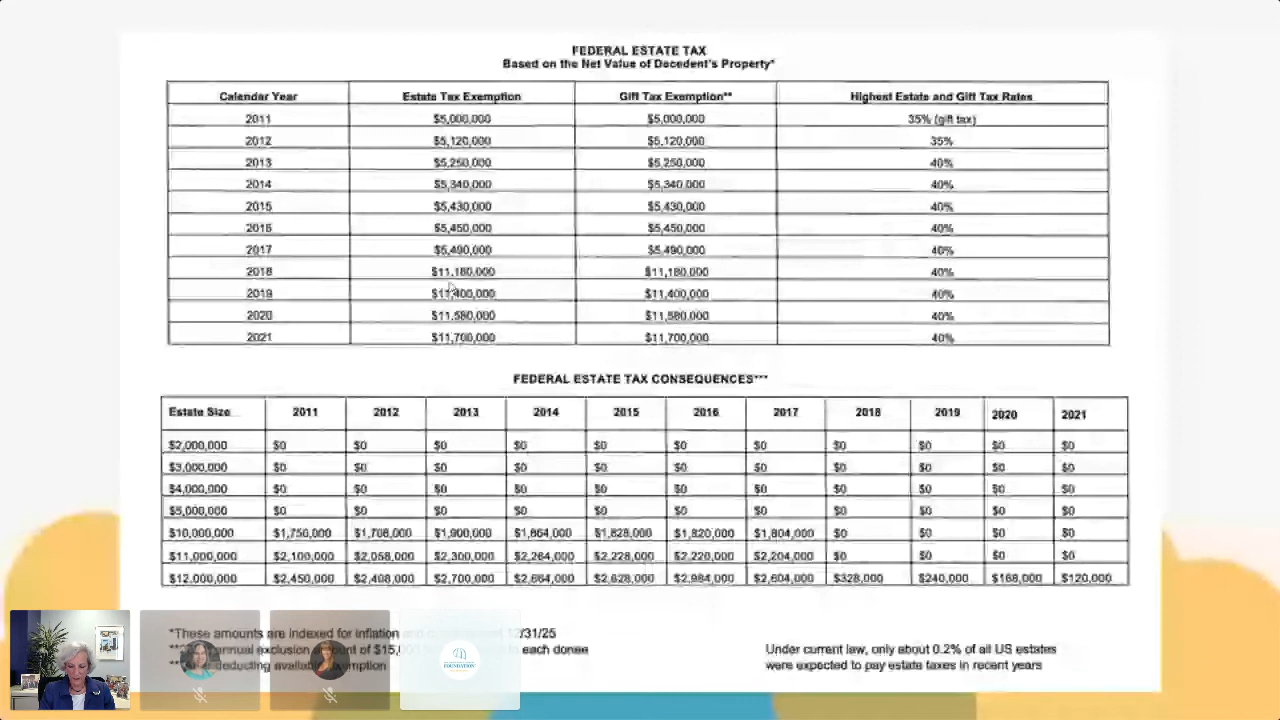 FEDERAL ESTATE TAX
Based on the Net Value of Decedent's Property*
Calendar Year Estate Tax Exemption Gift Tax Exemption** Highest Estate and Gift Tax Rates
2011 $5,000,000 $5,000,000 35% (gift tax)
2012 $5,120,000 $5,120,000 35%
2013 $5,250,000 $5,250,000 40%
2014 $5,340,000 $5,340,000 40%
2015 $5,430,000 $5,430,000 40%
2016 $5,450,000 $5,450,000 40%
2017 $5,490,000 $5,490,000 40%
2018 $11,180,000 $11,180,000 40%
2019 $11,400,000 $11,400,000 40%
2020 $11,580,000 $11,580,000 40%
2021 $11,700,000 $11,700,000 40%
FEDERAL ESTATE TAX CONSEQUENCES***
Estate Size 2011 2012 2013 2014 2015 2016 2017 2018 2019 2020 2021
$2,000,000 $0 $0 $0 $0 $0 $0 $0 $0 $0 $0 $0
$3,000,000 $0 $0 $0 $0 $0 $0 $0 $0 $0 $0 $0
$4,000,000 $0 $0 $0 $0 $0 $0 $0 $0 $0 $0 $0
$5,000,000 $0 $0 $0 $0 $0 $0 $0 $0 $0 $0 $0
$10,000,000 $1,750,000 $1,708,000 $1,900,000 $1,864,000 $1,828,000 $1,820,000 $1,804,000 $0 $0 $0 $0
$11,000,000 $2,100,000 $2,058,000 $2,300,000 $2,264,000 $2,228,000 $2,220,000 $2,204,000 $0 $0 $0 $0
$12,000,000 $2,450,000 $2,408,000 $2,700,000 $2,664,000 $2,628,000 $2,984,000 $2,604,000 $328,000 $240,000 $168,000 $120,000
*These amounts are indexed for inflation 12/31/25
annual exclusion amount of $15, each donee
deducting available exemption
FOUNDATION
Under current law, only about 0.2% of all US estates
were expected to pay estate taxes in recent years